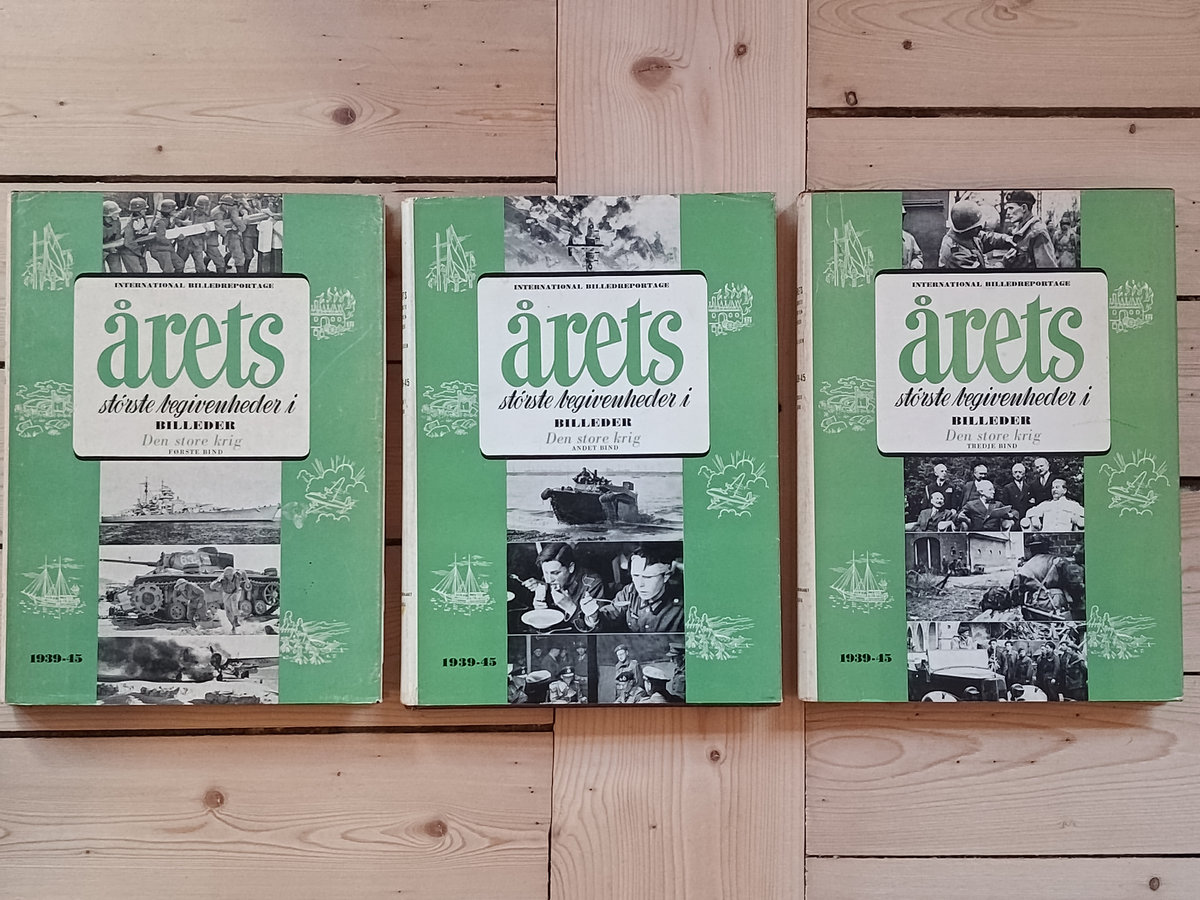 INTERNATIONAL BILLEDREPORTAGE
årets
største begivenheder i
BILLEDER
Den store krig
FØRSTE BIND
1939-45
INTERNATIONAL BILLEDREPORTAGE
årets
største begivenheder i
BILLEDER
Den store krig
ANDET BIND
1939-45
INTERNATIONAL BILLEDREPORTAGE
årets
største begivenheder i
BILLEDER
Den store krig
TREDJE BIND
1939-45